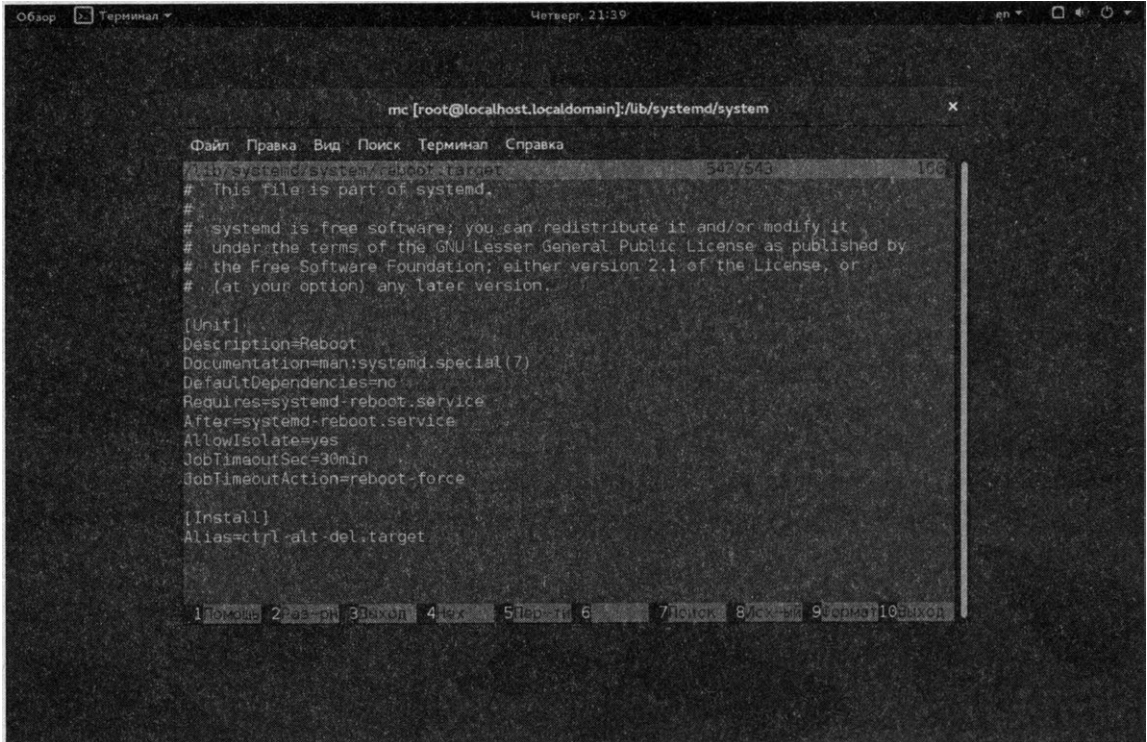 Обзор Терминал Четверг, 21:39 en
mc [root@localhost.localdomain]:/lib/systemd/system
Файл Правка Вид Поиск Терминал Справка
/lib/systemd/system/reboot.target 543/543
# This file is part of systemd.
#
# systemd is free software; you can redistribute it and/or modify it
# under the terms of the GNU Lesser General Public License as published by
# the Free Software Foundation; either version 2.1 of the License, or
# (at your option) any later version.
[Unit]
Description=Reboot
Documentation=man:systemd.special(7)
DefaultDependencies=no
Requires=systemd-reboot.service
After=systemd-reboot.service
AllowIsolate=yes
JobTimeoutSec=30min
JobTimeoutAction=reboot-force
[Install]
Alias=ctrl-alt-del.target
1Помощь 2Раз~рн 3Выход 4Hex 5Пер~ти 6 7Поиск 8Исх~ый 9Формат 10Выход